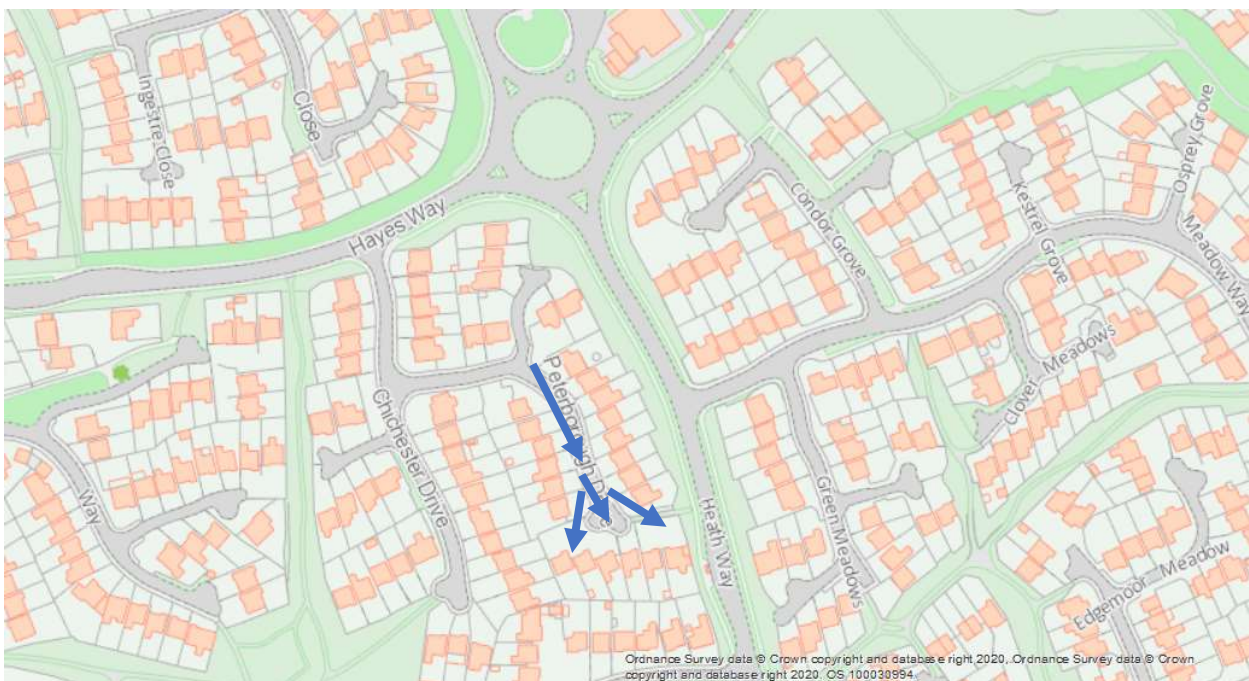 Ingestre Close
Close
Hayes Way
Osprey Grove
Condor Grove
Kestrel Grove
Meadow Way
Clover Meadows
Peterborough D
Chichester Drive
Way
Heath Way
Green Meadows
Edgemoor Meadow
Ordnance Survey data © Crown copyright and database right 2020, Ordnance Survey data © Crown
copyright and database right 2020. OS 100030994